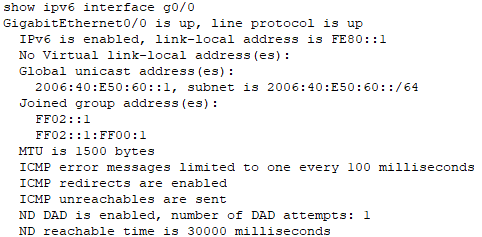 show ipv6 interface g0/0
GigabitEthernet0/0 is up, line protocol is up
IPv6 is enabled, link-local address is FE80::1
No Virtual link-local address(es):
Global unicast address(es):
2006:40:E50:60::1, subnet is 2006:40:E50:60::/64
Joined group address(es):
FF02::1
FF02::1:FF00:1
MTU is 1500 bytes
ICMP error messages limited to one every 100 milliseconds
ICMP redirects are enabled
ICMP unreachables are sent
ND DAD is enabled, number of DAD attempts: 1
ND reachable time is 30000 milliseconds